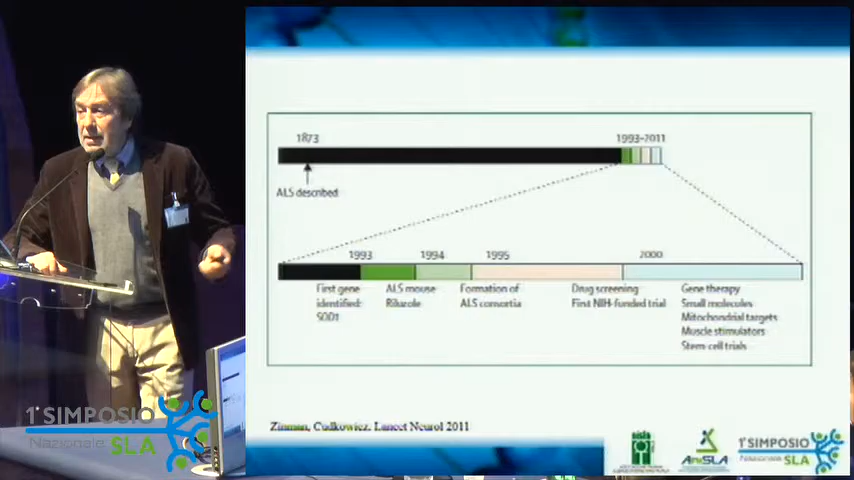 1873
1993-2011
ALS described
1993
1994
1995
2000
First gene identified: SOD1
ALS mouse
Riluzole
Formation of ALS consortia
Drug screening
First NIH-funded trial
Gene therapy
Small molecules
Mitochondrial targets
Muscle stimulators
Stem-cell trials
Zinman, Cudkowicz. Lancet Neurol 2011
1° SIMPOSIO
Nazionale SLA
aisla
AriSLA
1° SIMPOSIO
Nazionale SLA